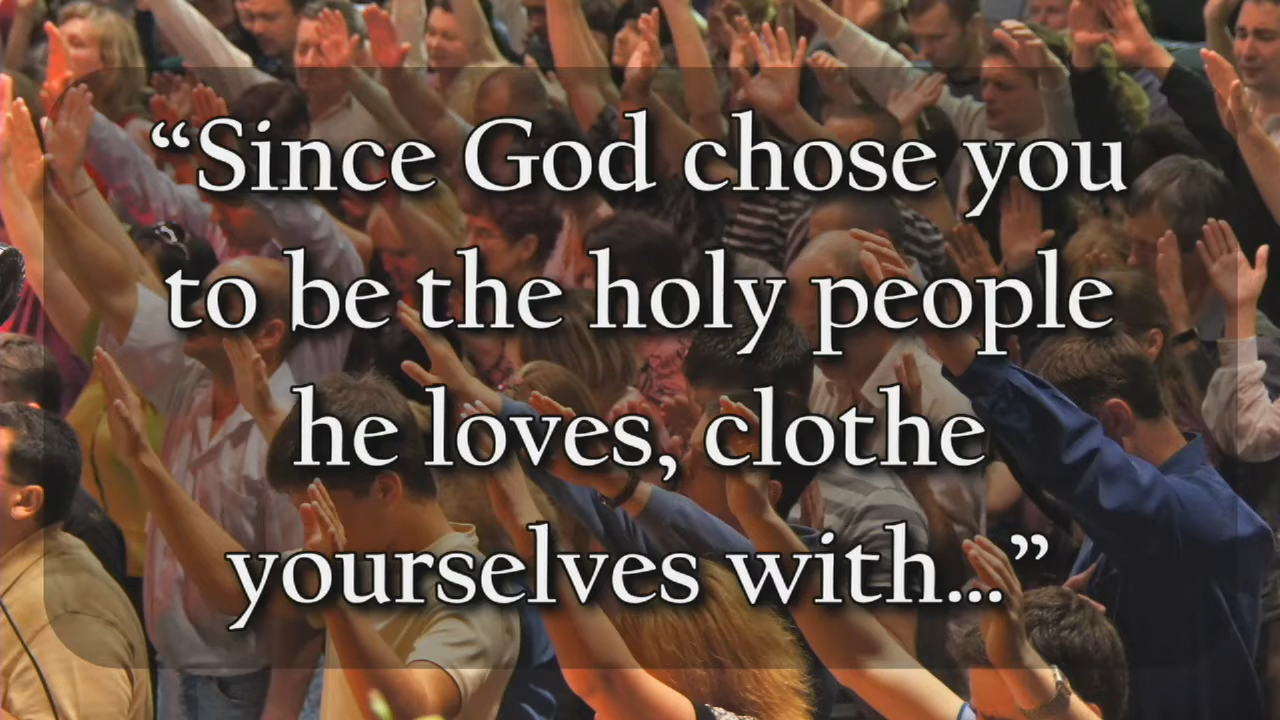 “Since God chose you
to be the holy people
he loves, clothe
yourselves with...”